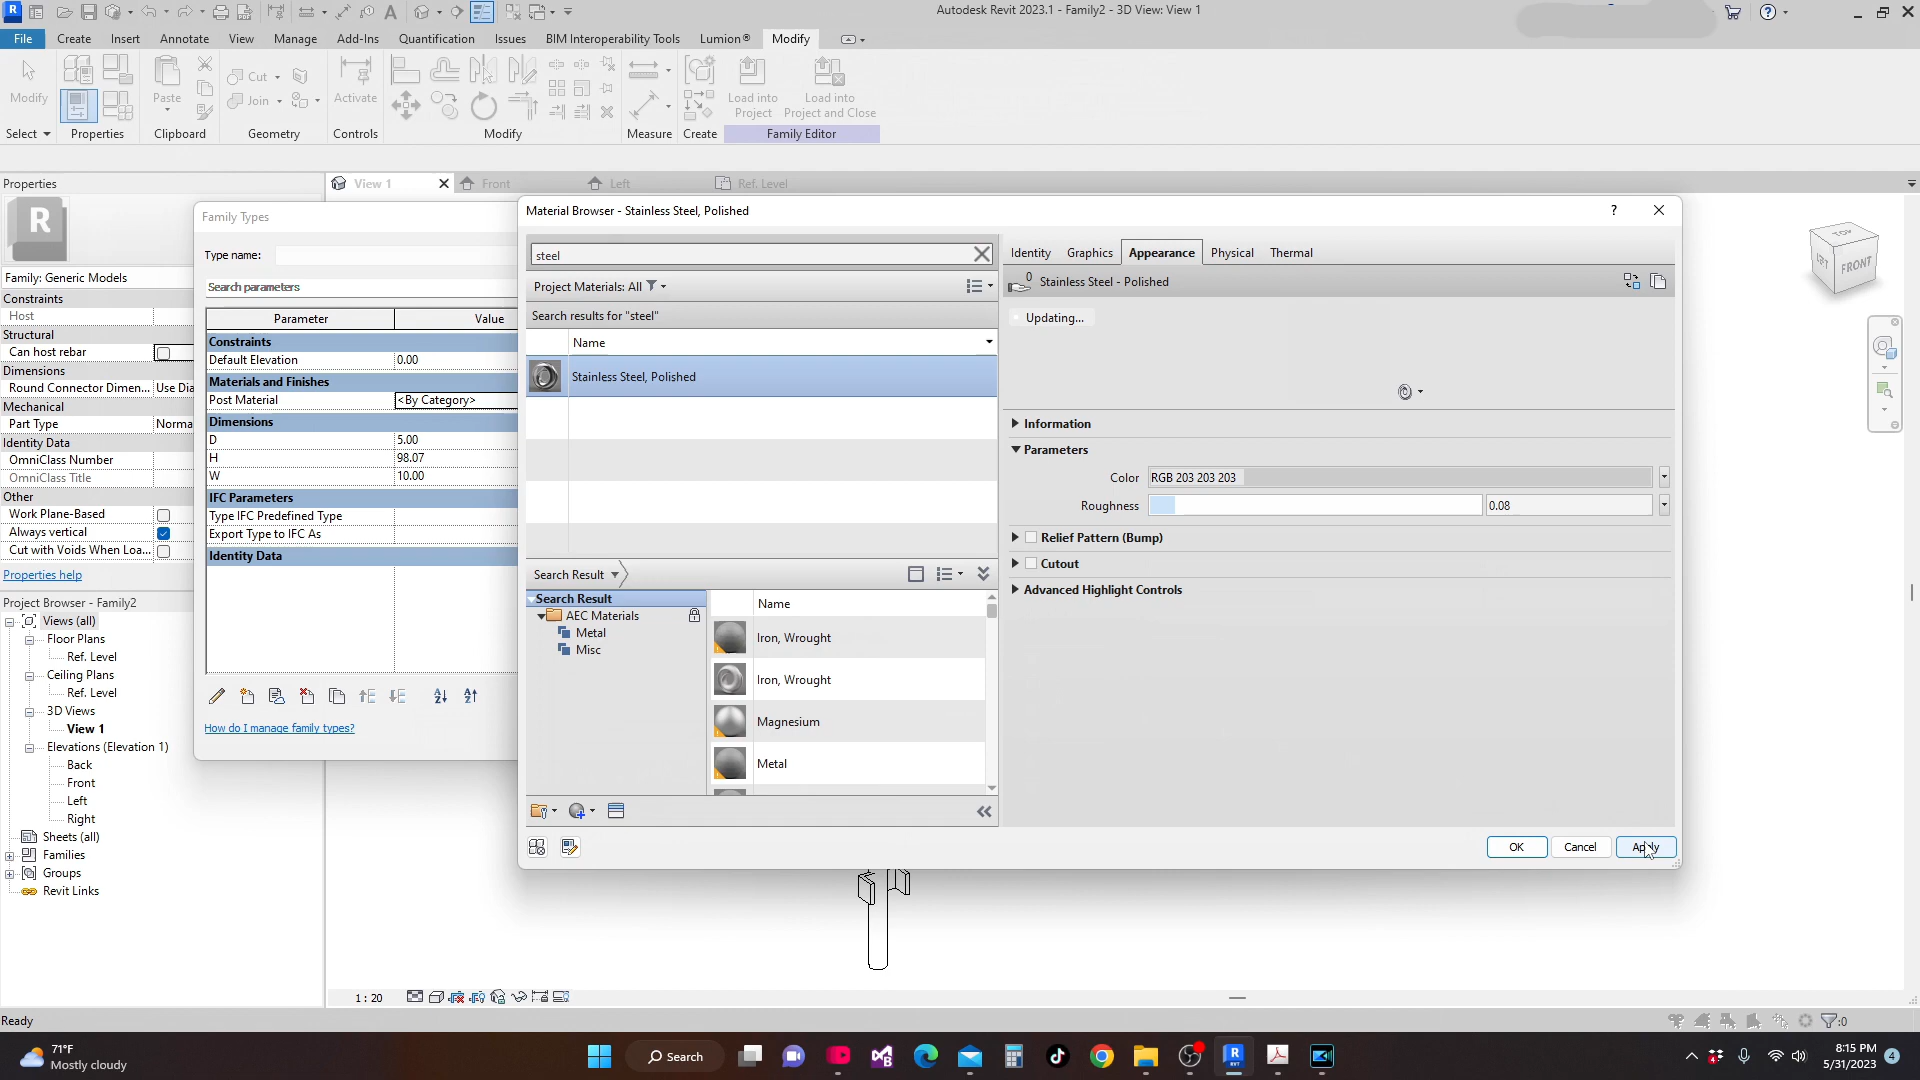 Autodesk Revit 2023.1 - Family2 - 3D View: View 1
File Create Insert Annotate View Manage Add-Ins Quantification Issues BIM Interoperability Tools Lumion® Modify
Modify Paste Cut Join Activate Load into Project Load into Project and Close
Select Properties Clipboard Geometry Controls Modify Measure Create Family Editor
Properties
View 1 Front Left Ref. Level
R
Family: Generic Models
Constraints
Host
Structural
Can host rebar
Dimensions
Round Connector Dimen... Use Dia
Mechanical
Part Type Norma
Identity Data
OmniClass Number
OmniClass Title
Other
Work Plane-Based
Always vertical
Cut with Voids When Loa...
Properties help
Project Browser - Family2
Views (all)
Floor Plans
Ref. Level
Ceiling Plans
Ref. Level
3D Views
View 1
Elevations (Elevation 1)
Back
Front
Left
Right
Sheets (all)
Families
Groups
Revit Links
Family Types
Type name:
Search parameters
Parameter Value
Constraints
Default Elevation 0.00
Materials and Finishes
Post Material <By Category>
Dimensions
D 5.00
H 98.07
W 10.00
IFC Parameters
Type IFC Predefined Type
Export Type to IFC As
Identity Data
How do I manage family types?
Material Browser - Stainless Steel, Polished
?
steel
Project Materials: All
Search results for "steel"
Name
Stainless Steel, Polished
Search Result
Search Result
AEC Materials
Metal
Misc
Name
Iron, Wrought
Iron, Wrought
Magnesium
Metal
Identity Graphics Appearance Physical Thermal
0
Stainless Steel - Polished
Updating...
Information
Parameters
Color RGB 203 203 203
Roughness 0.08
Relief Pattern (Bump)
Cutout
Advanced Highlight Controls
OK Cancel Apply
TOP
LEFT FRONT
1 : 20
Ready
:0
71°F
Mostly cloudy
Search
8:15 PM
5/31/2023
4